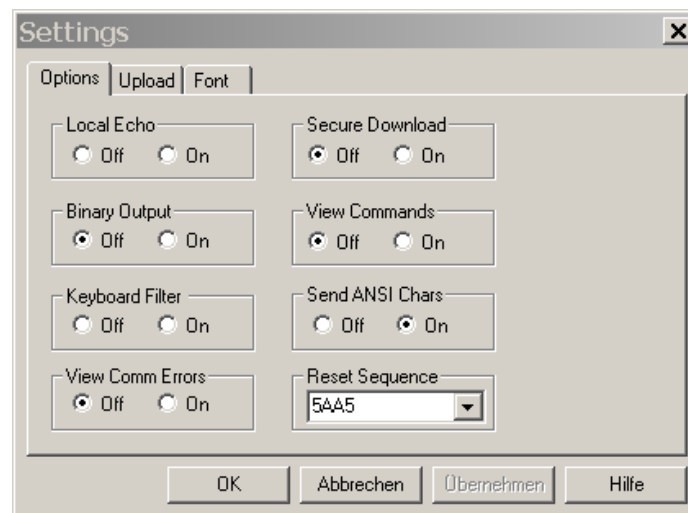 Settings
Options Upload Font
Local Echo
Off On
Secure Download
Off On
Binary Output
Off On
View Commands
Off On
Keyboard Filter
Off On
Send ANSI Chars
Off On
View Comm Errors
Off On
Reset Sequence
5AA5
OK Abbrechen Übernehmen Hilfe